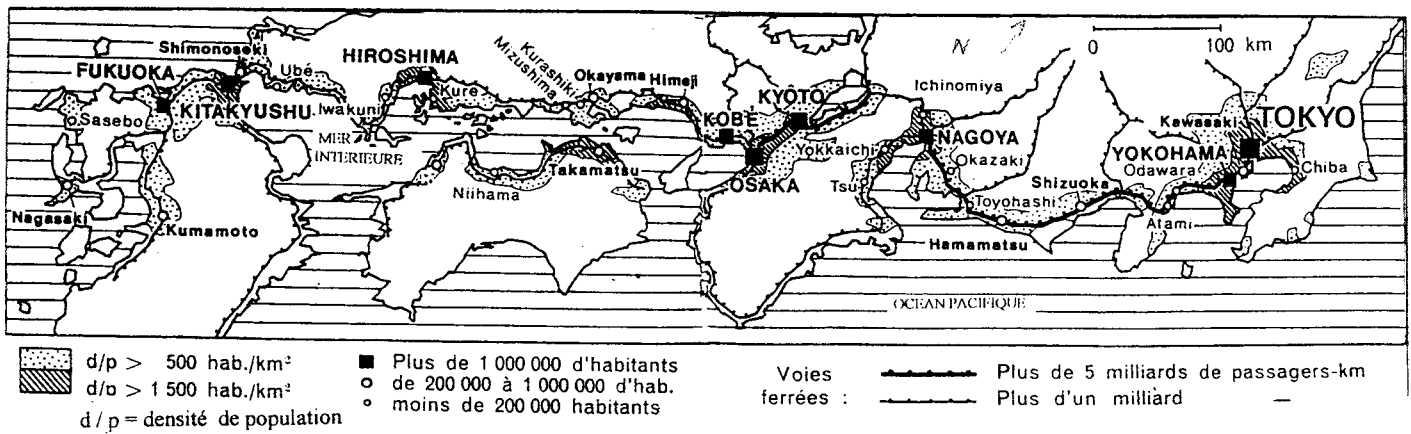 Shimonoseki
FUKUOKA
Ubé
HIROSHIMA
Kurashiki
Mizushima
Okayama Himeji
KITAKYUSHU
Iwakuni
Kure
Sasebo
MER
INTERIEURE
KOBÉ
KYÔTO
Ichinomiya
Kawasaki
TOKYO
NAGOYA
YOKOHAMA
Yokkaichi
Okazaki
Odawara
Chiba
Takamatsu
OSAKA
Tsu
Shizuoka
Niihama
Toyohashi
Nagasaki
Kumamoto
Hamamatsu
Atami
OCEAN PACIFIQUE
N
0 100 km
d/p > 500 hab./km²
d/p > 1 500 hab./km²
d / p = densité de population
Plus de 1 000 000 d'habitants
de 200 000 à 1 000 000 d'hab.
moins de 200 000 habitants
Voies
ferrées :
Plus de 5 milliards de passagers-km
Plus d'un milliard —